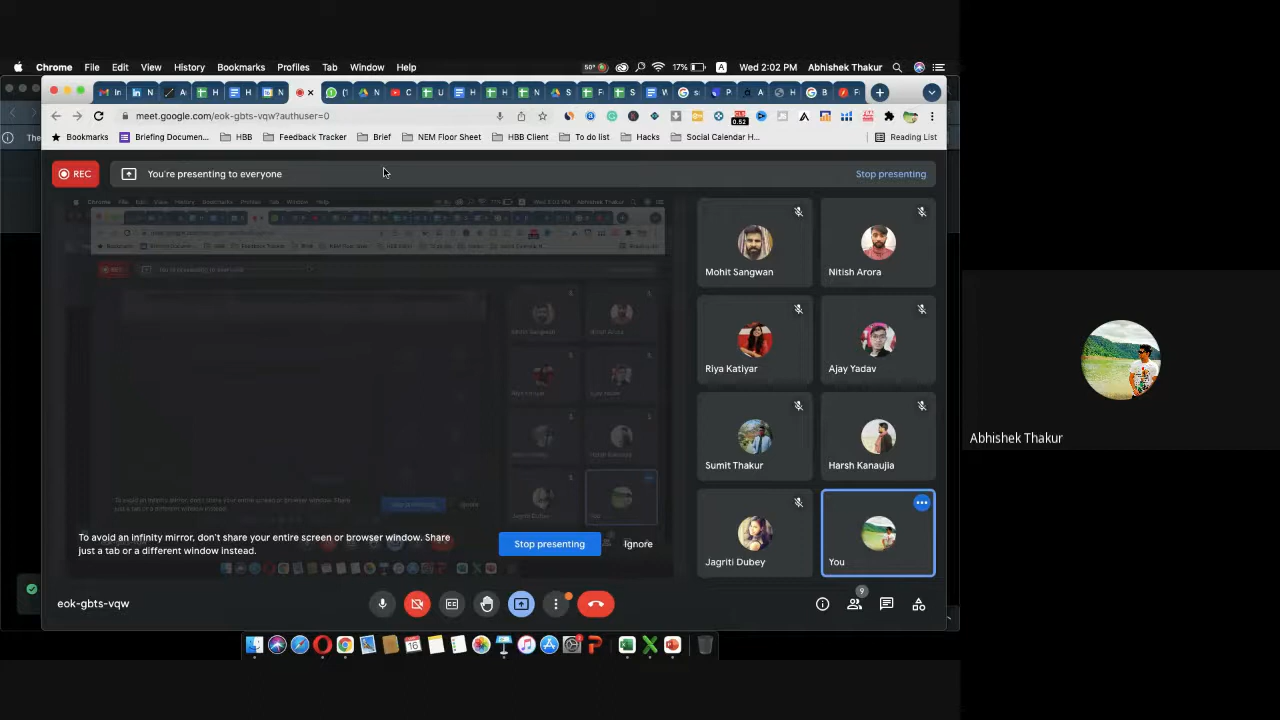 Chrome File Edit View History Bookmarks Profiles Tab Window Help
50° 17% A Wed 2:02 PM Abhishek Thakur
meet.google.com/eok-gbts-vqw?authuser=0
0.52
Bookmarks Briefing Documen... HBB Feedback Tracker Brief NEM Floor Sheet HBB Client To do list Hacks Social Calendar H... Reading List
REC You're presenting to everyone Stop presenting
Mohit Sangwan Nitish Arora
Riya Katiyar Ajay Yadav
Sumit Thakur Harsh Kanaujia
Jagriti Dubey You
To avoid an infinity mirror, don't share your entire screen or browser window. Share
just a tab or a different window instead.
Stop presenting Ignore
eok-gbts-vqw
9
16
Abhishek Thakur